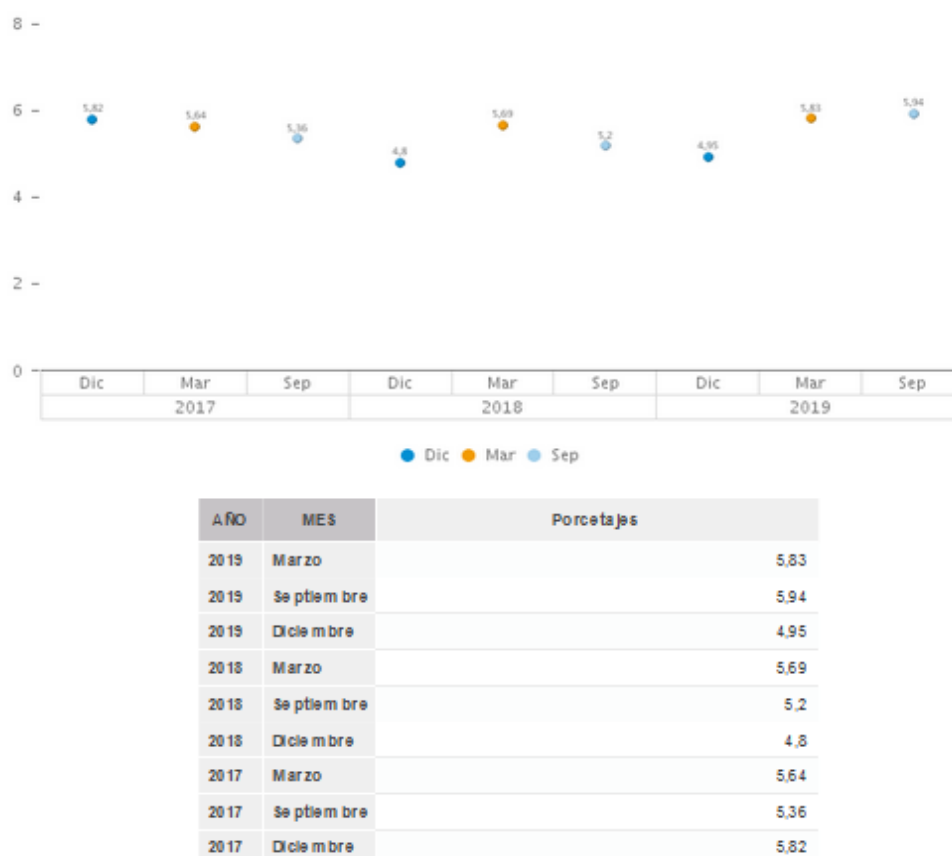 8
6
5,82
5,64
5,36
4,8
5,69
5,2
4,95
5,83
5,94
4
2
0
Dic Mar Sep Dic Mar Sep Dic Mar Sep
2017 2018 2019
Dic Mar Sep
AÑO MES Porcetajes
2019 Marzo 5,83
2019 Septiembre 5,94
2019 Diciembre 4,95
2018 Marzo 5,69
2018 Septiembre 5,2
2018 Diciembre 4,8
2017 Marzo 5,64
2017 Septiembre 5,36
2017 Diciembre 5,82